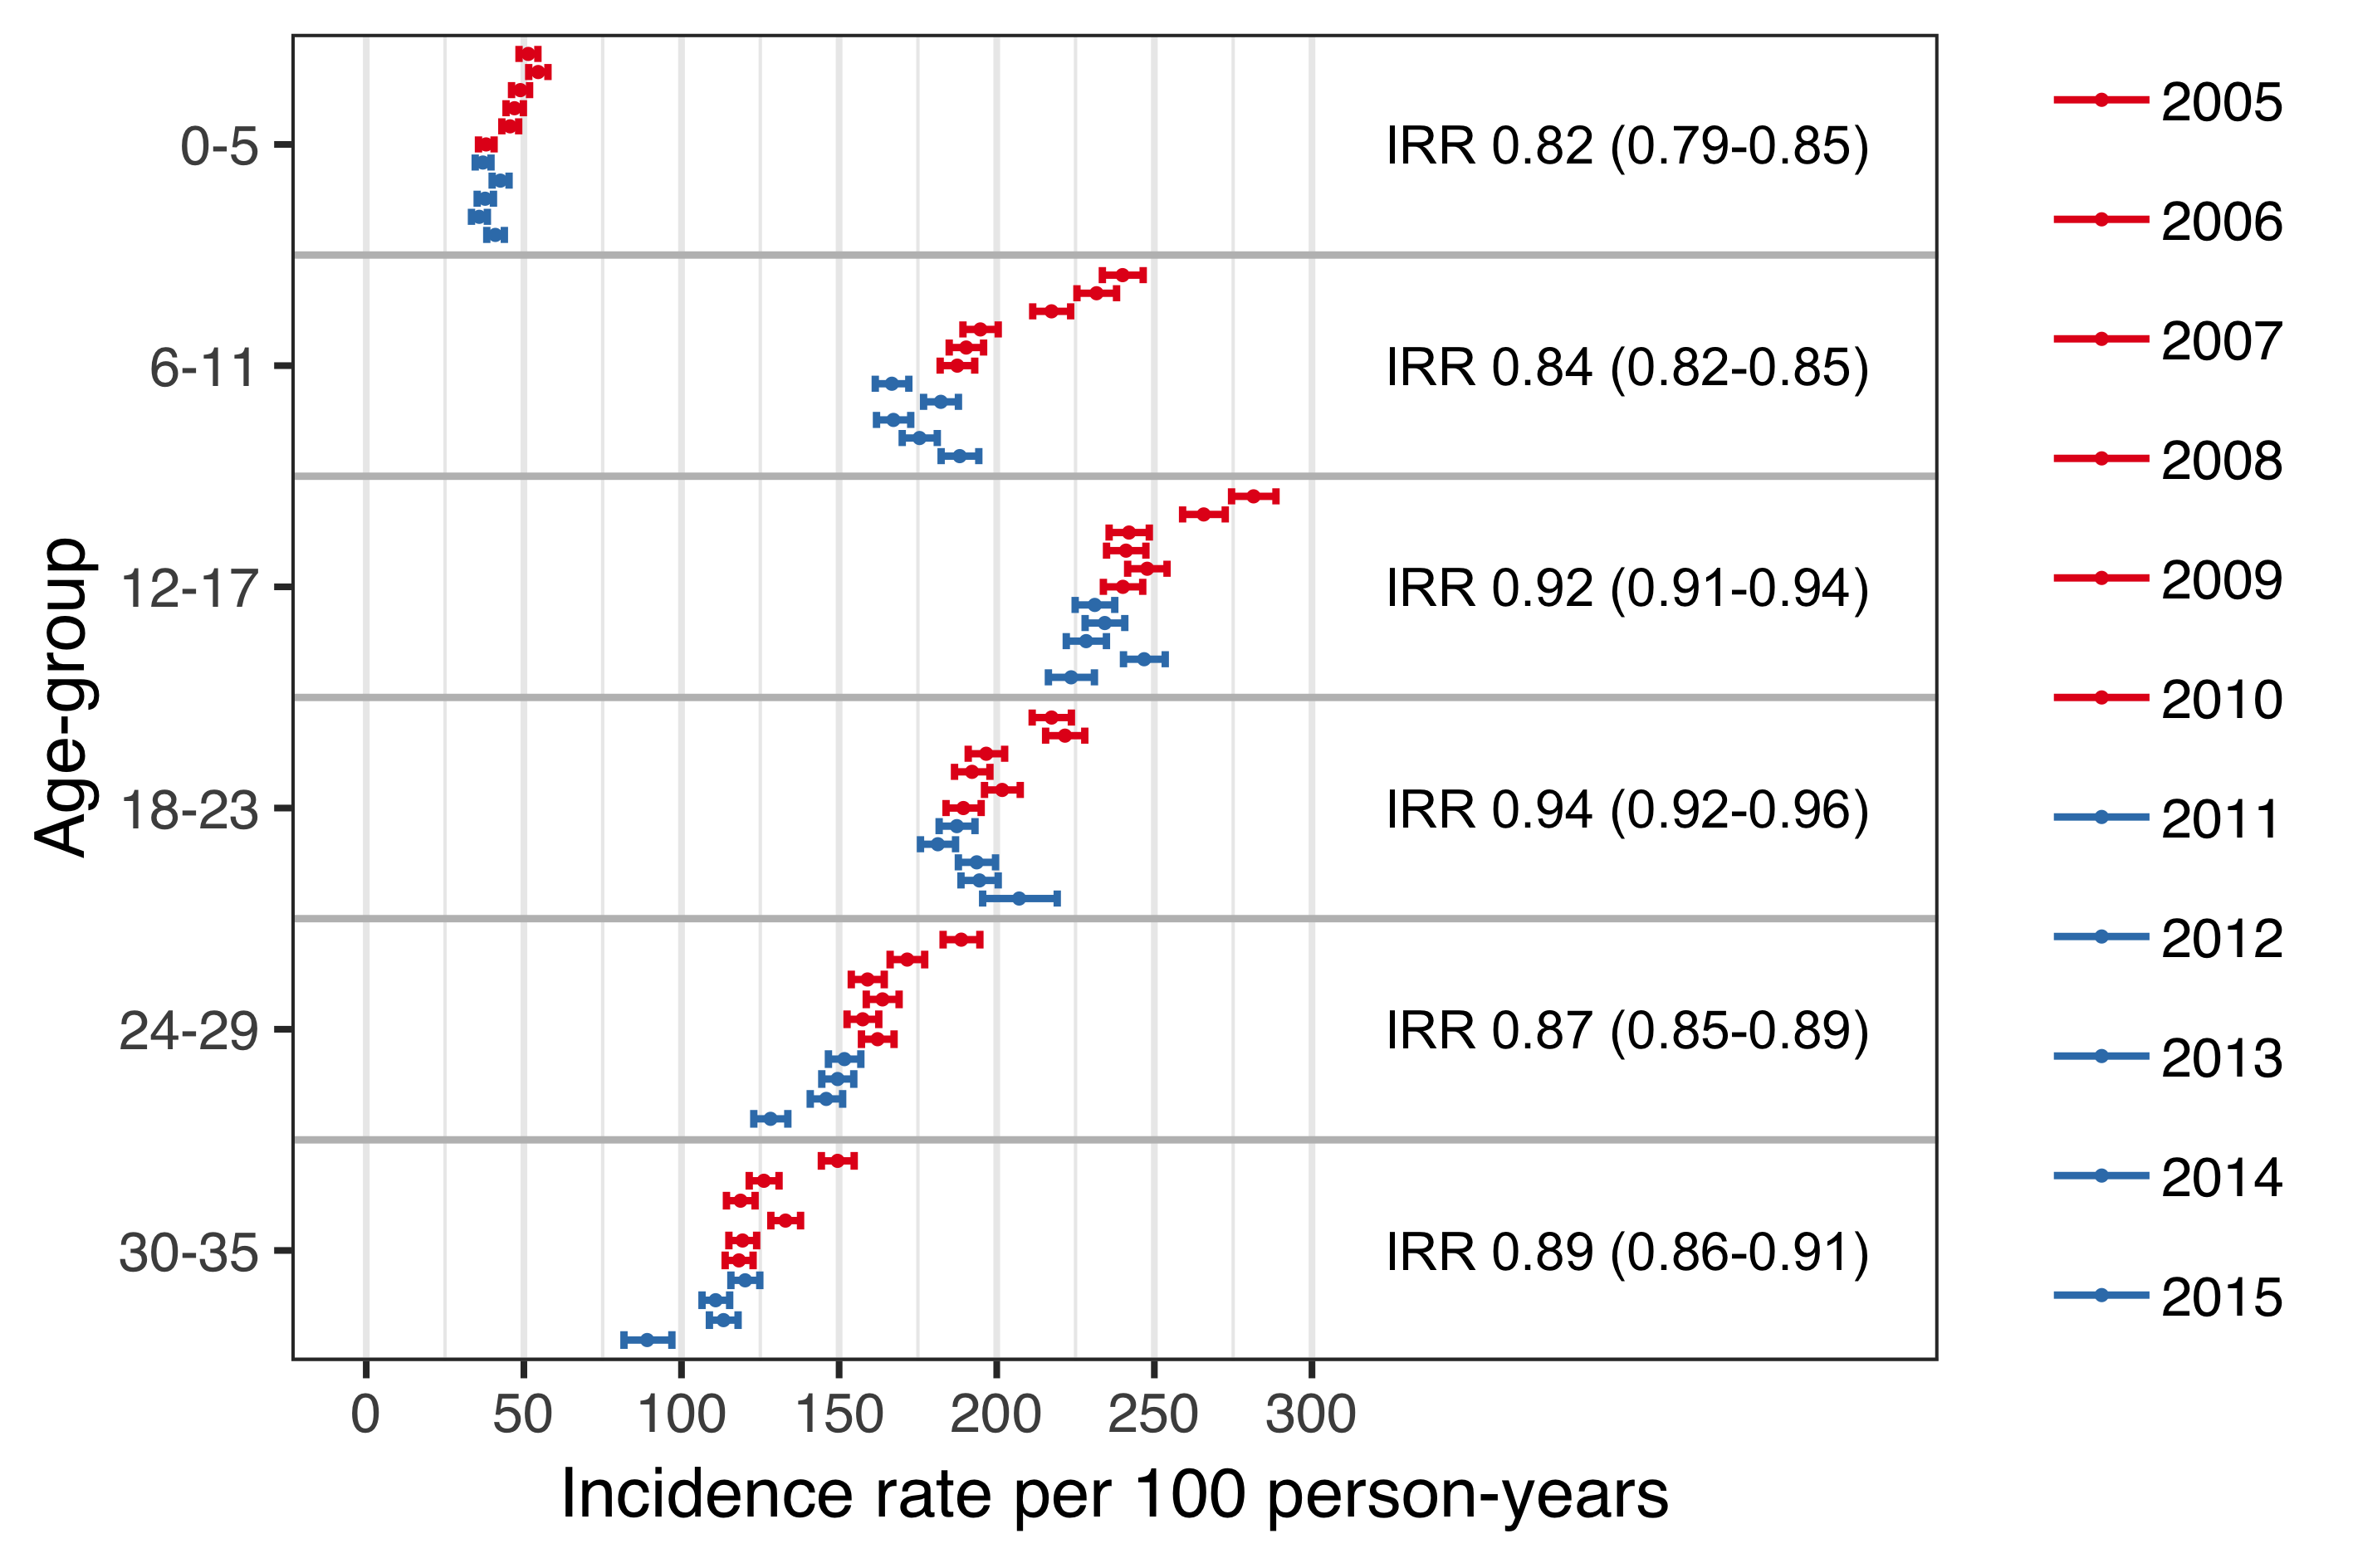 0-5
IRR 0.82 (0.79-0.85)
6-11
IRR 0.84 (0.82-0.85)
12-17
IRR 0.92 (0.91-0.94)
18-23
IRR 0.94 (0.92-0.96)
24-29
IRR 0.87 (0.85-0.89)
30-35
IRR 0.89 (0.86-0.91)
Age-group
0 50 100 150 200 250 300
Incidence rate per 100 person-years
2005
2006
2007
2008
2009
2010
2011
2012
2013
2014
2015